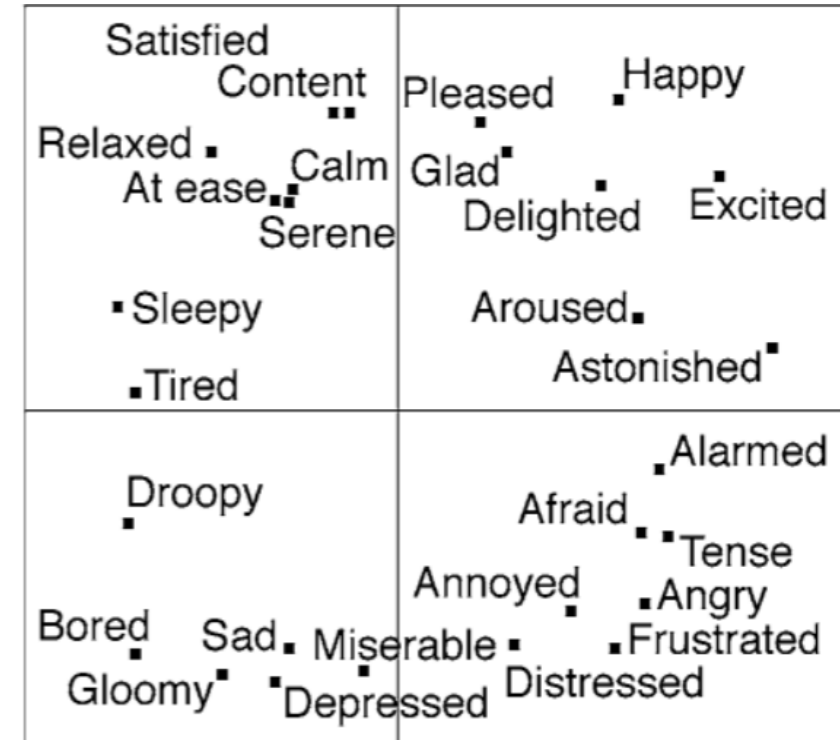 Satisfied
Content
Pleased
Happy
Relaxed
Calm
Glad
At ease
Delighted
Excited
Serene
Sleepy
Aroused
Astonished
Tired
Alarmed
Droopy
Afraid
Tense
Annoyed
Angry
Bored
Sad
Miserable
Frustrated
Gloomy
Depressed
Distressed